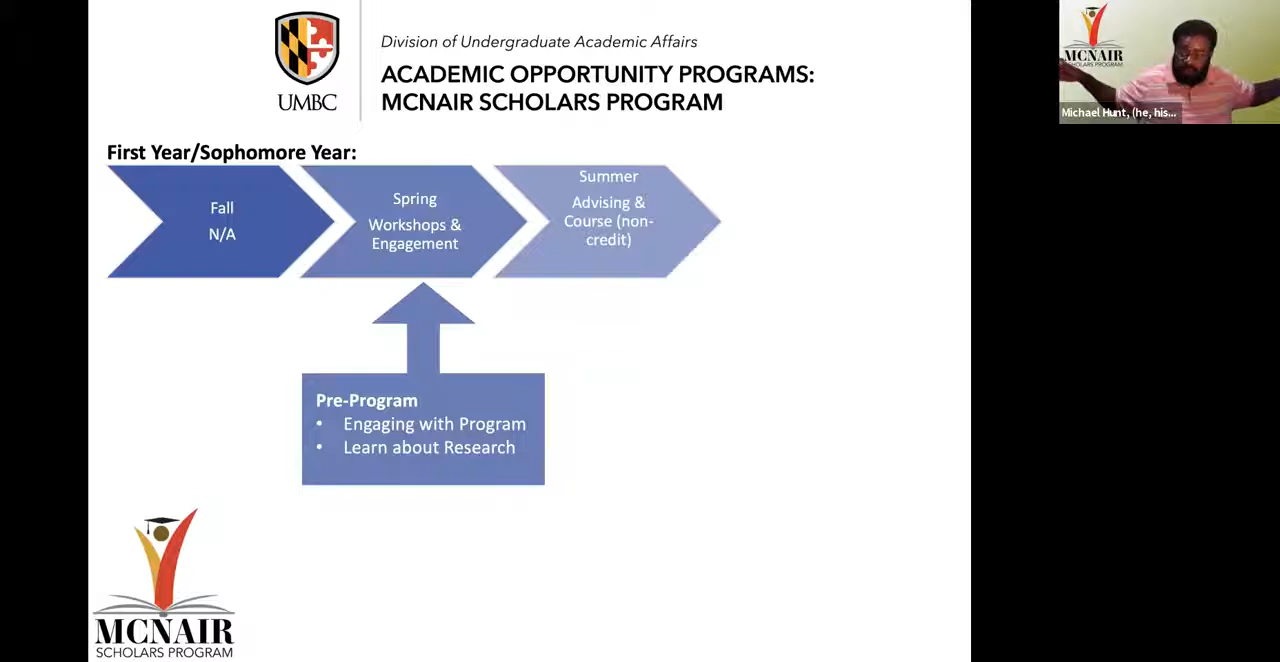 UMBC
Division of Undergraduate Academic Affairs
ACADEMIC OPPORTUNITY PROGRAMS:
MCNAIR SCHOLARS PROGRAM
First Year/Sophomore Year:
Fall
N/A
Spring
Workshops &
Engagement
Summer
Advising &
Course (non-
credit)
Pre-Program
• Engaging with Program
• Learn about Research
MCNAIR
SCHOLARS PROGRAM
MCNAIR
SCHOLARS PROGRAM
Michael Hunt, (he, his...